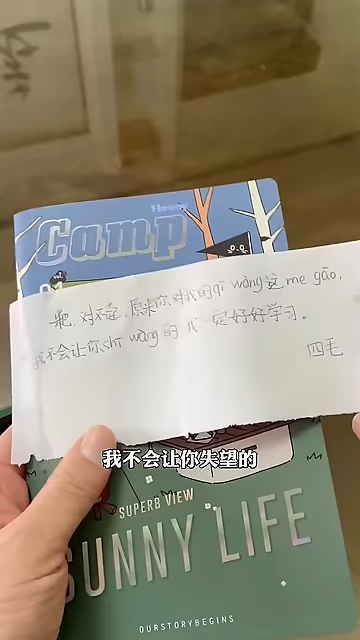 Home
Camp
爸，对不起，原来你对我的qī wàng这me gāo，
我不会让你shī wàng的 我一定好好学习。
四毛
我不会让你失望的
SUPERB VIEW
SUNNY LIFE
OURSTORYBEGINS